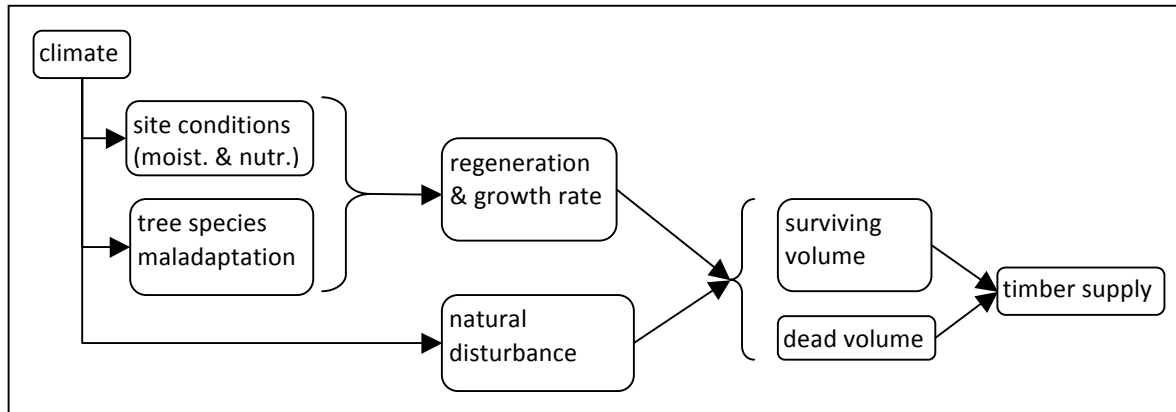 climate
site conditions
(moist. & nutr.)
tree species
maladaptation
regeneration
& growth rate
natural
disturbance
surviving
volume
dead volume
timber supply